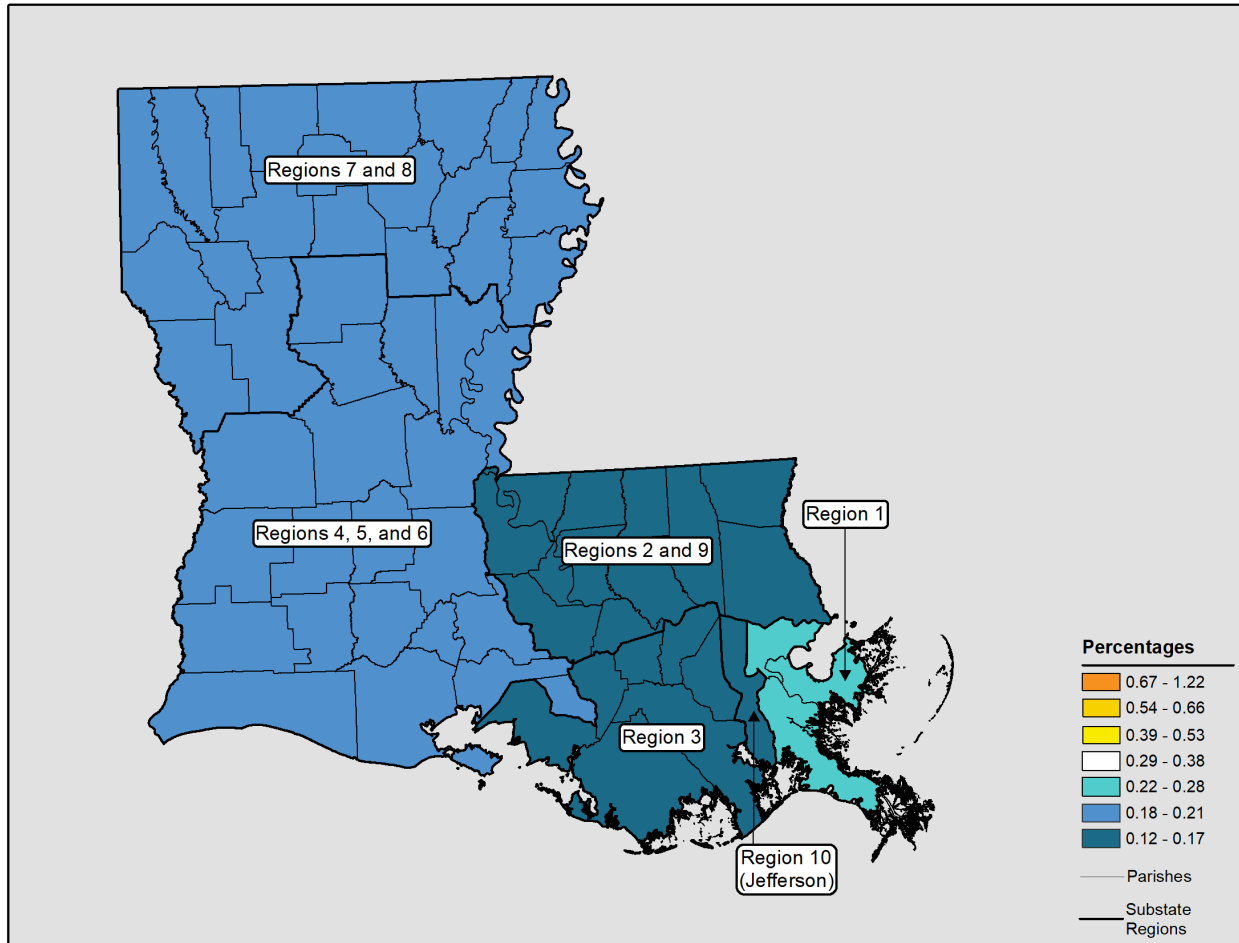 Regions 7 and 8
Region 1
Regions 4, 5, and 6
Regions 2 and 9
Region 3
Region 10
(Jefferson)
Percentages
0.67 - 1.22
0.54 - 0.66
0.39 - 0.53
0.29 - 0.38
0.22 - 0.28
0.18 - 0.21
0.12 - 0.17
Parishes
Substate
Regions